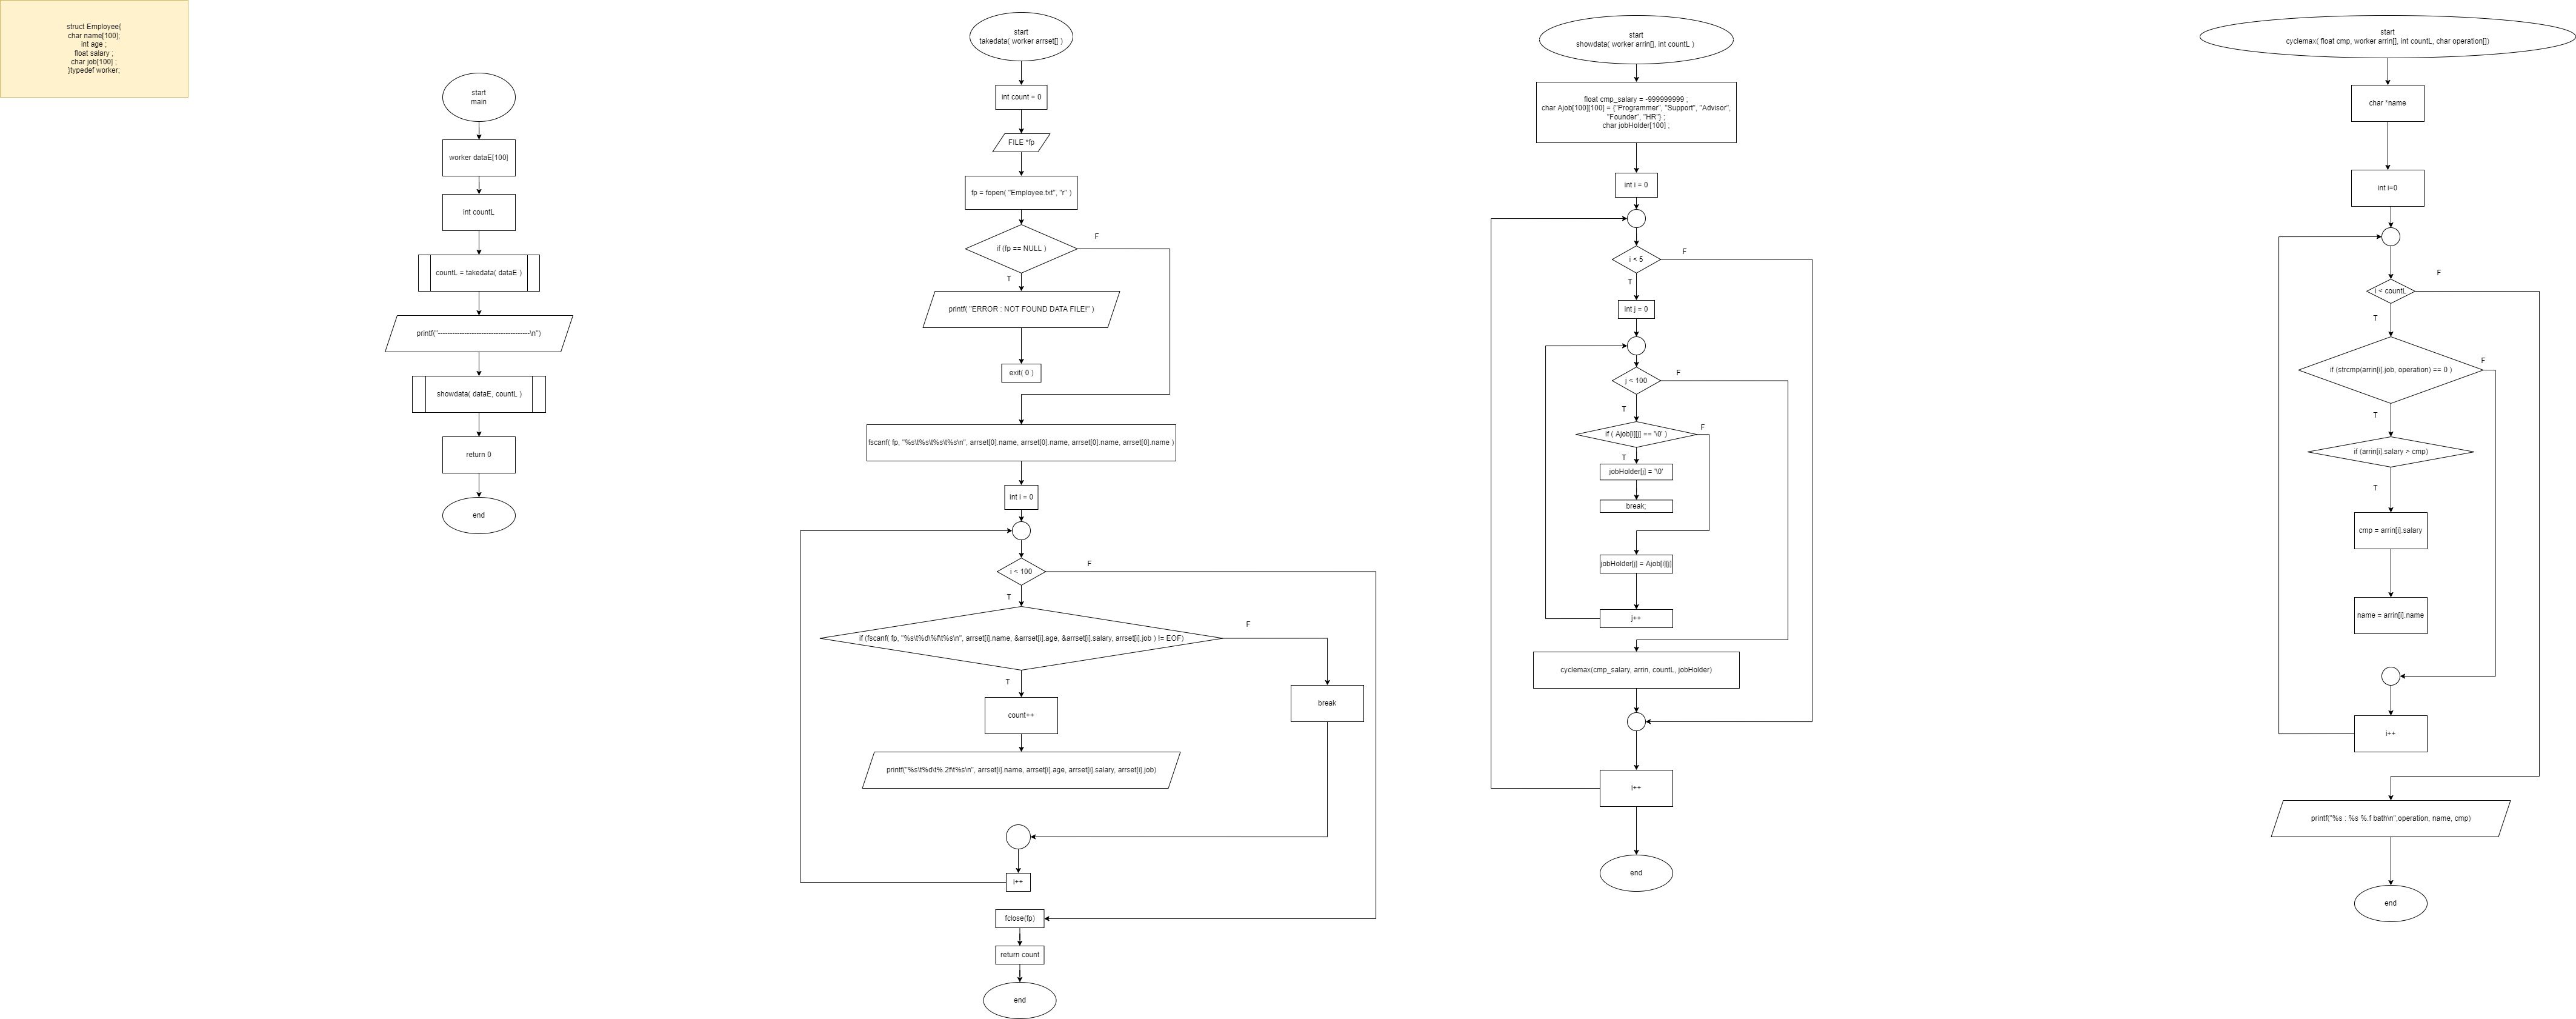 struct Employee{
char name[100];
int age ;
float salary ;
char job[100] ;
}typedef worker;
start
main
worker dataE[100]
int countL
countL = takedata( dataE )
printf("--------------------------------------\n")
showdata( dataE, countL )
return 0
end
start
takedata( worker arrset[] )
int count = 0
FILE *fp
fp = fopen( "Employee.txt", "r" )
if (fp == NULL )
F
T
printf( "ERROR : NOT FOUND DATA FILE!" )
exit( 0 )
fscanf( fp, "%s\t%s\t%s\t%s\n", arrset[0].name, arrset[0].name, arrset[0].name, arrset[0].name )
int i = 0
i < 100
F
T
if (fscanf( fp, "%s\t%d\%f\t%s\n", arrset[i].name, &arrset[i].age, &arrset[i].salary, arrset[i].job ) != EOF)
F
T
count++
break
printf("%s\t%d\t%.2f\t%s\n", arrset[i].name, arrset[i].age, arrset[i].salary, arrset[i].job)
i++
fclose(fp)
return count
end
start
showdata( worker arrin[], int countL )
float cmp_salary = -999999999 ;
char Ajob[100][100] = {"Programmer", "Support", "Advisor",
"Founder", "HR"} ;
char jobHolder[100] ;
int i = 0
i < 5
F
T
int j = 0
j < 100
F
T
if ( Ajob[i][j] == '\0' )
F
T
jobHolder[j] = '\0'
break;
jobHolder[j] = Ajob[i][j]
j++
cyclemax(cmp_salary, arrin, countL, jobHolder)
i++
end
start
cyclemax( float cmp, worker arrin[], int countL, char operation[])
char *name
int i=0
i < countL
F
T
if (strcmp(arrin[i].job, operation) == 0 )
F
T
if (arrin[i].salary > cmp)
T
cmp = arrin[i].salary
name = arrin[i].name
i++
printf("%s : %s %.f bath\n",operation, name, cmp)
end